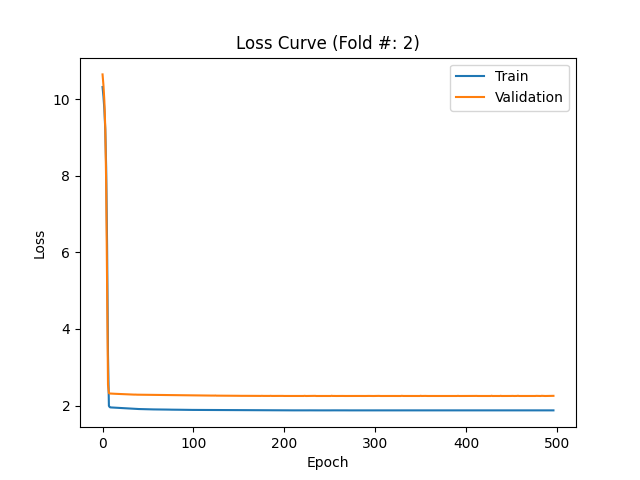 Loss Curve (Fold #: 2)
Train
Validation
10
8
6
4
2
Loss
0 100 200 300 400 500
Epoch